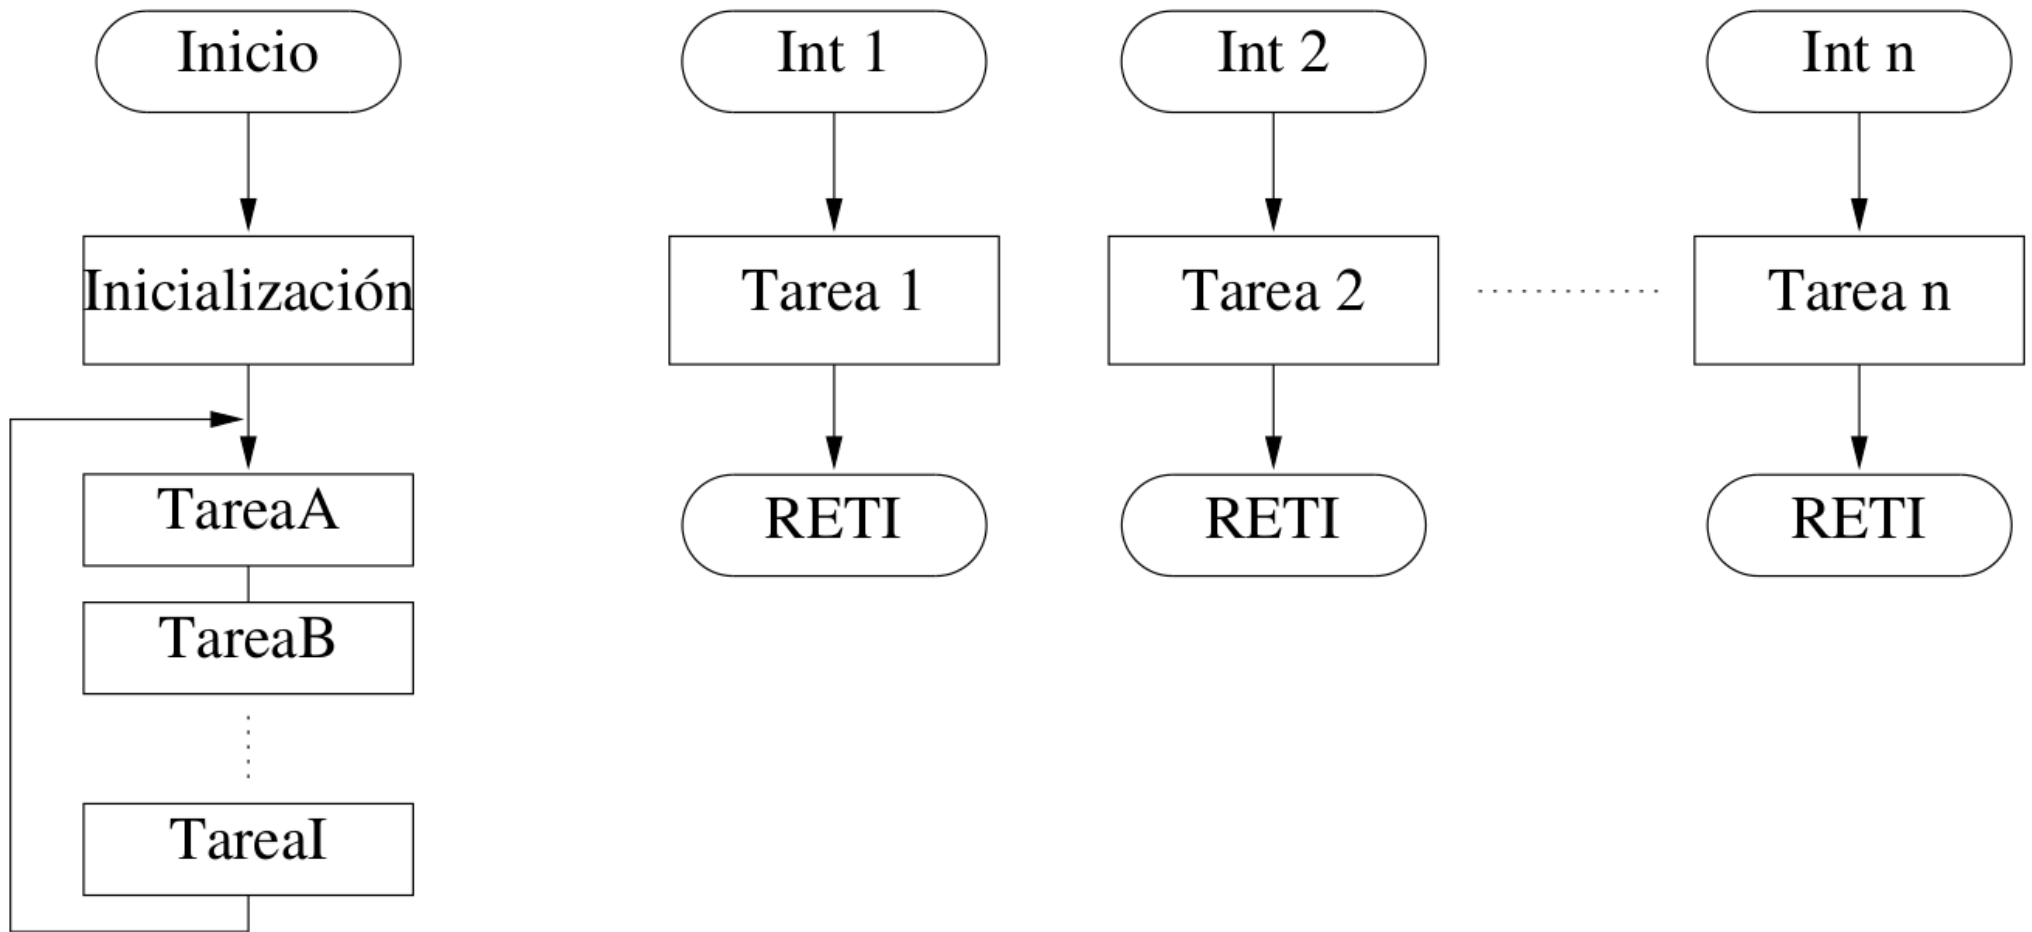 Inicio
Inicialización
TareaA
TareaB
TareaI
Int 1
Tarea 1
RETI
Int 2
Tarea 2
RETI
Int n
Tarea n
RETI